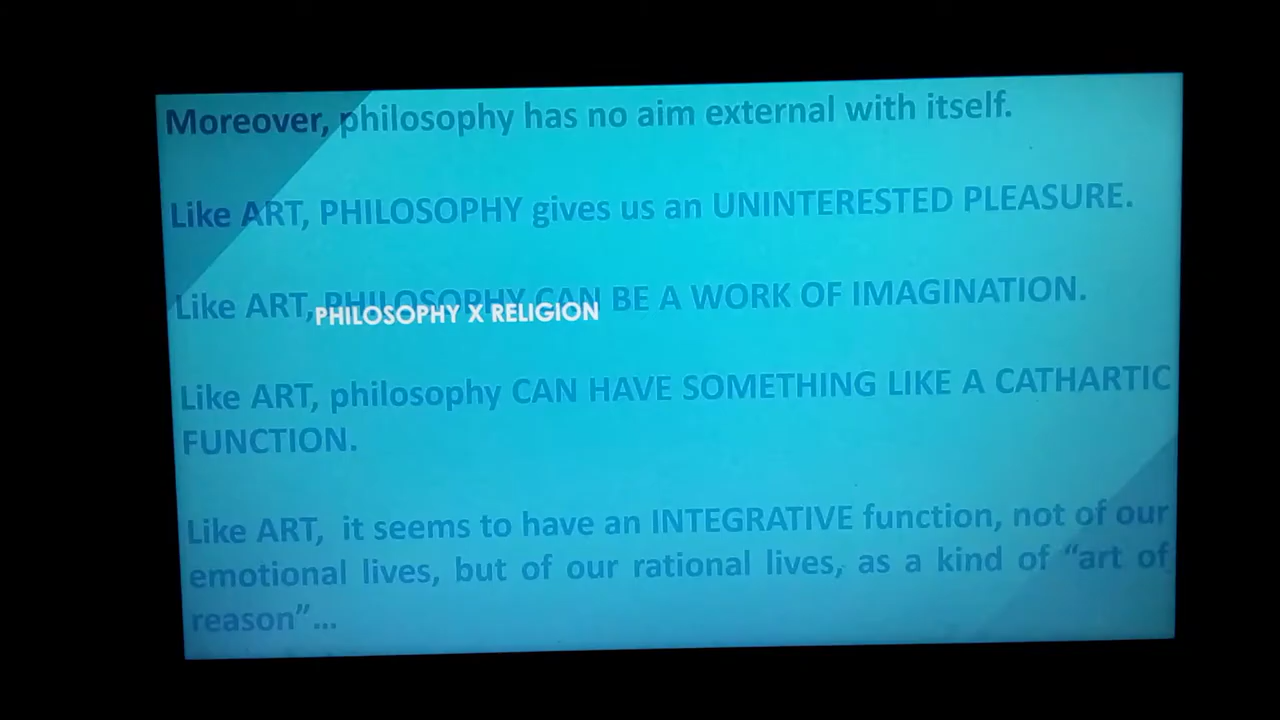 Moreover, philosophy has no aim external with itself.
Like ART, PHILOSOPHY gives us an UNINTERESTED PLEASURE.
Like ART, PHILOSOPHY CAN BE A WORK OF IMAGINATION.
PHILOSOPHY X RELIGION
Like ART, philosophy CAN HAVE SOMETHING LIKE A CATHARTIC
FUNCTION.
Like ART, it seems to have an INTEGRATIVE function, not of our
emotional lives, but of our rational lives, as a kind of “art of
reason”...